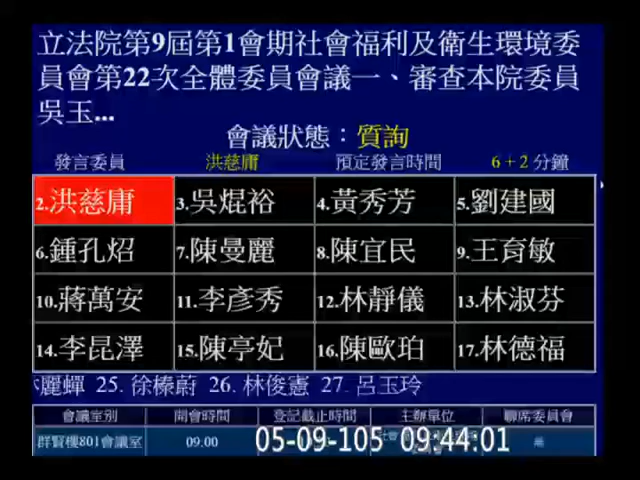 立法院第9屆第1會期社會福利及衛生環境委
員會第22次全體委員會議一、審查本院委員
吳玉...
會議狀態：質詢
發言委員 洪慈庸 預定發言時間 6+2 分鐘
2.洪慈庸 3.吳焜裕 4.黃秀芳 5.劉建國
6.鍾孔炤 7.陳曼麗 8.陳宜民 9.王育敏
10.蔣萬安 11.李彥秀 12.林靜儀 13.林淑芬
14.李昆澤 15.陳亭妃 16.陳歐珀 17.林德福
麗蟬 25. 徐榛蔚 26. 林俊憲 27. 呂玉玲
會議室別 開會時間 登記截止時間 主辦單位 聯席委員會
群賢樓801會議室 09.00 05-09-105 09:44:01